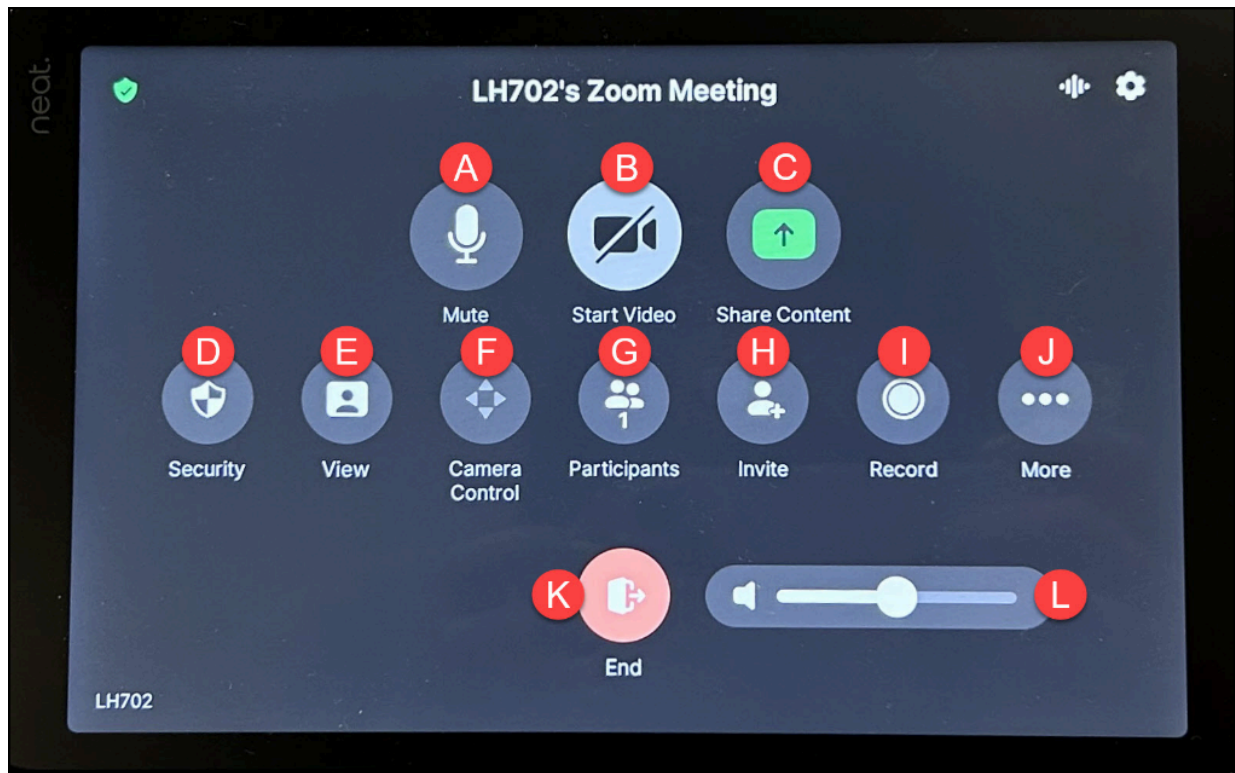 neat.
LH702's Zoom Meeting
A
B
C
Mute
Start Video
Share Content
D
E
F
G
H
I
J
1
Security
View
Camera
Control
Participants
Invite
Record
More
K
L
End
LH702